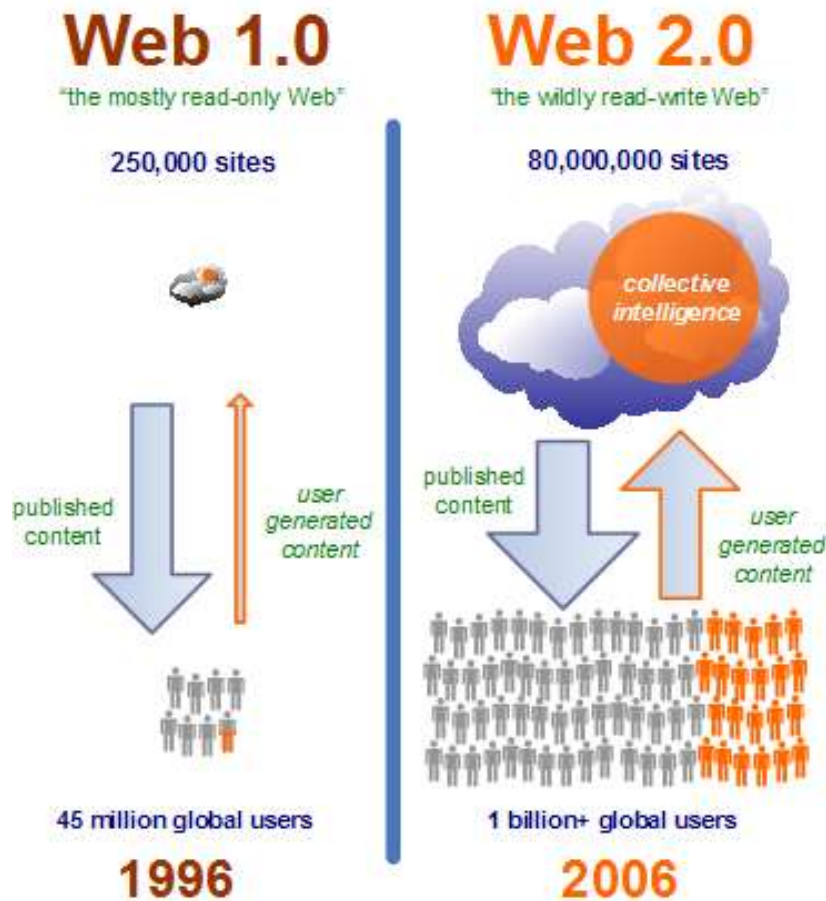 Web 1.0
"the mostly read-only Web"
250,000 sites
published
content
user
generated
content
45 million global users
1996
Web 2.0
"the wildly read-write Web"
80,000,000 sites
collective
intelligence
published
content
user
generated
content
1 billion+ global users
2006